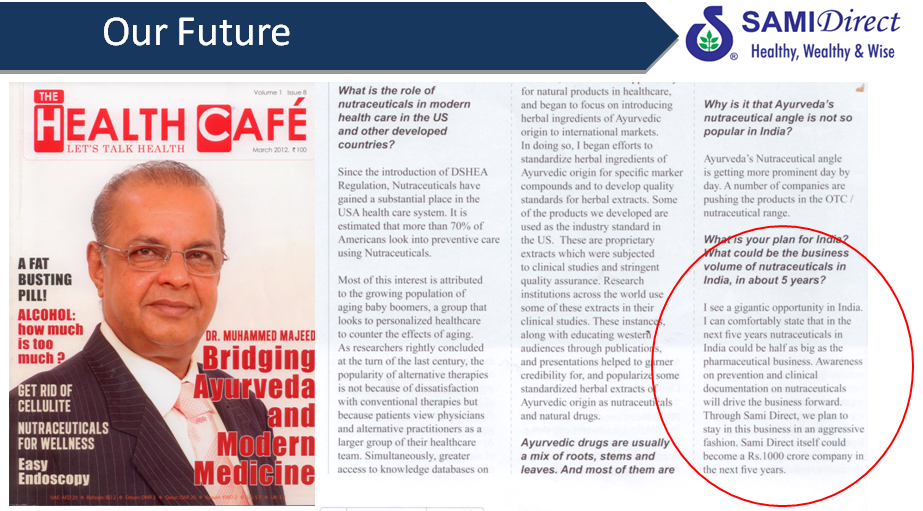 Our Future
SAMIDirect
®
Healthy, Wealthy & Wise
THE
HEALTH CAFÉ
LET'S TALK HEALTH
Volume 1 Issue 8
March 2012, ₹100
A FAT
BUSTING
PILL!
ALCOHOL:
how much
is too
much ?
GET RID OF
CELLULITE
NUTRACEUTICALS
FOR WELLNESS
Easy
Endoscopy
DR. MUHAMMED MAJEED
Bridging
Ayurveda
and
Modern
Medicine
What is the role of
nutraceuticals in modern
health care in the US
and other developed
countries?
Since the introduction of DSHEA
Regulation, Nutraceuticals have
gained a substantial place in the
USA health care system. It is
estimated that more than 70% of
Americans look into preventive care
using Nutraceuticals.
Most of this interest is attributed
to the growing population of
aging baby boomers, a group that
looks to personalized healthcare
to counter the effects of aging.
As researchers rightly concluded
at the turn of the last century, the
popularity of alternative therapies
is not because of dissatisfaction
with conventional therapies but
because patients view physicians
and alternative practitioners as a
larger group of their healthcare
team. Simultaneously, greater
access to knowledge databases on
for natural products in healthcare,
and began to focus on introducing
herbal ingredients of Ayurvedic
origin to international markets.
In doing so, I began efforts to
standardize herbal ingredients of
Ayurvedic origin for specific marker
compounds and to develop quality
standards for herbal extracts. Some
of the products we developed are
used as the industry standard in
the US. These are proprietary
extracts which were subjected
to clinical studies and stringent
quality assurance. Research
institutions across the world use
some of these extracts in their
clinical studies. These instances,
along with educating western
audiences through publications,
and presentations helped to garner
credibility for, and popularize some
standardized herbal extracts of
Ayurvedic origin as nutraceuticals
and natural drugs.
Ayurvedic drugs are usually
a mix of roots, stems and
leaves. And most of them are
Why is it that Ayurveda's
nutraceutical angle is not so
popular in India?
Ayurveda's Nutraceutical angle
is getting more prominent day by
day. A number of companies are
pushing the products in the OTC /
nutraceutical range.
What is your plan for India?
What could be the business
volume of nutraceuticals in
India, in about 5 years?
I see a gigantic opportunity in India.
I can comfortably state that in the
next five years nutraceuticals in
India could be half as big as the
pharmaceutical business. Awareness
on prevention and clinical
documentation on nutraceuticals
will drive the business forward.
Through Sami Direct, we plan to
stay in this business in an aggressive
fashion. Sami Direct itself could
become a Rs.1000 crore company in
the next five years.